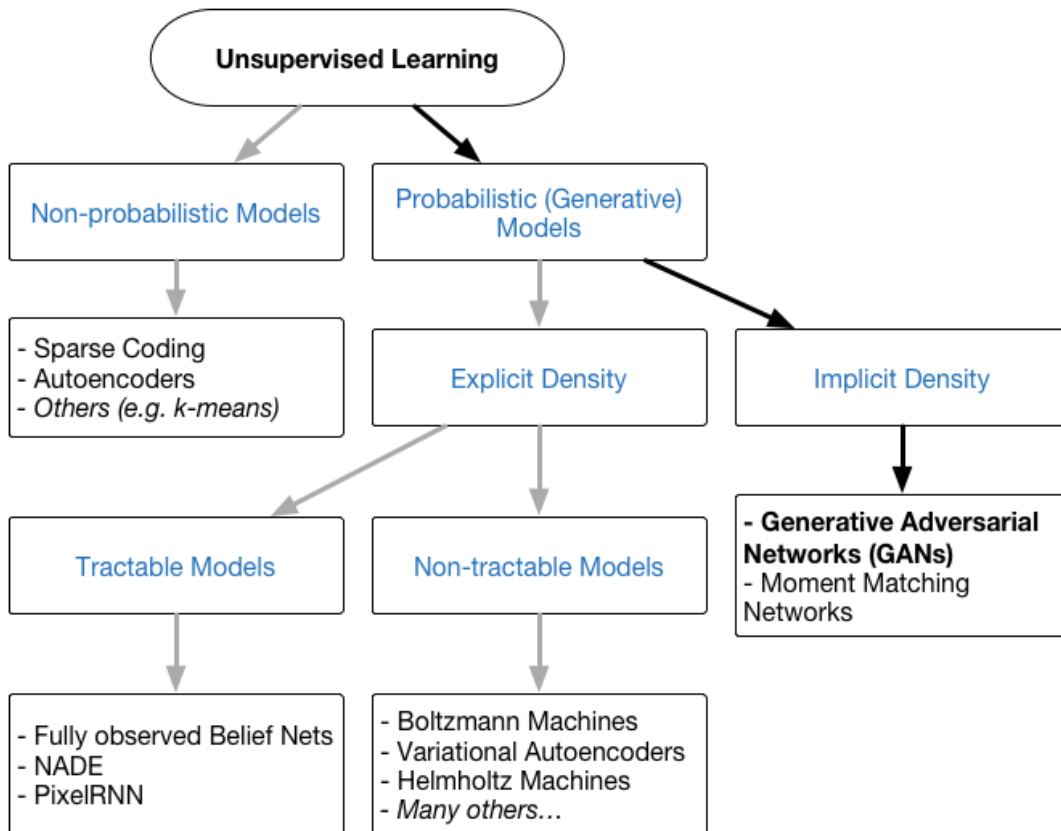 Unsupervised Learning
Non-probabilistic Models
Probabilistic (Generative)
Models
- Sparse Coding
- Autoencoders
- Others (e.g. k-means)
Explicit Density
Implicit Density
- Generative Adversarial
Networks (GANs)
- Moment Matching
Networks
Tractable Models
Non-tractable Models
- Fully observed Belief Nets
- NADE
- PixelRNN
- Boltzmann Machines
- Variational Autoencoders
- Helmholtz Machines
- Many others…